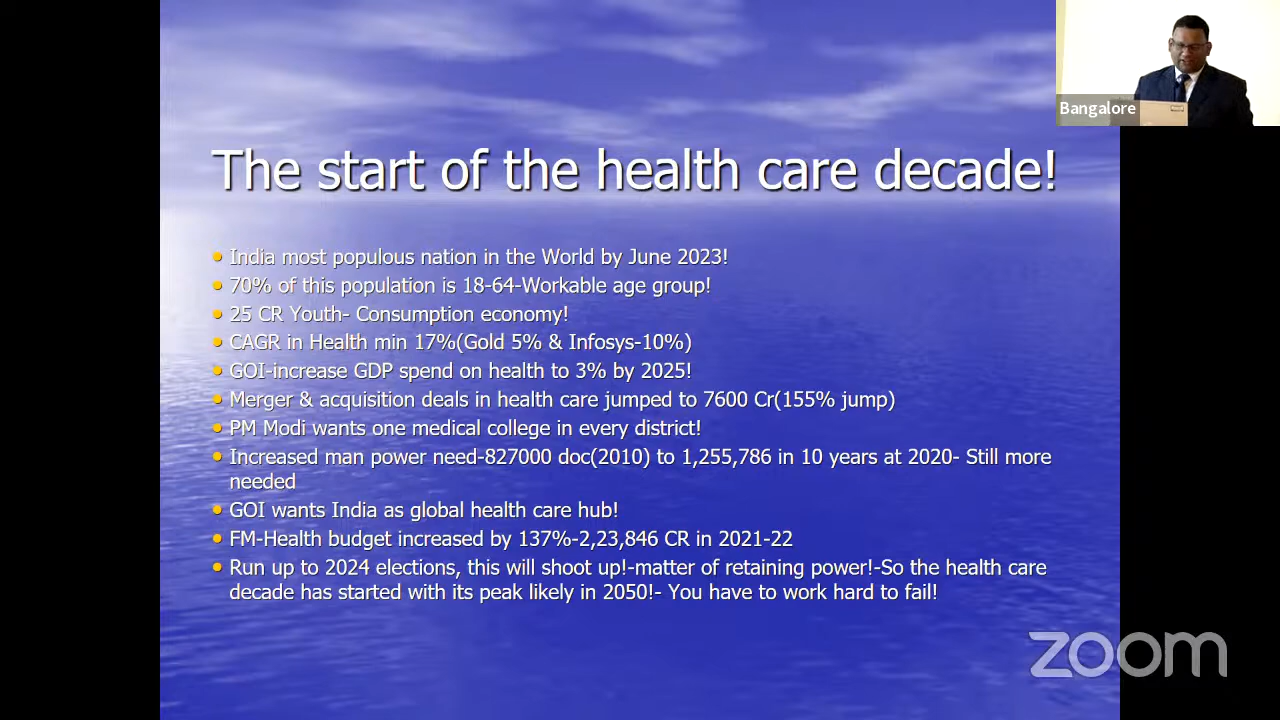 Bangalore
The start of the health care decade!
• India most populous nation in the World by June 2023!
• 70% of this population is 18-64-Workable age group!
• 25 CR Youth- Consumption economy!
• CAGR in Health min 17%(Gold 5% & Infosys-10%)
• GOI-increase GDP spend on health to 3% by 2025!
• Merger & acquisition deals in health care jumped to 7600 Cr(155% jump)
• PM Modi wants one medical college in every district!
• Increased man power need-827000 doc(2010) to 1,255,786 in 10 years at 2020- Still more
needed
• GOI wants India as global health care hub!
• FM-Health budget increased by 137%-2,23,846 CR in 2021-22
• Run up to 2024 elections, this will shoot up!-matter of retaining power!-So the health care
decade has started with its peak likely in 2050!- You have to work hard to fail!
zoom